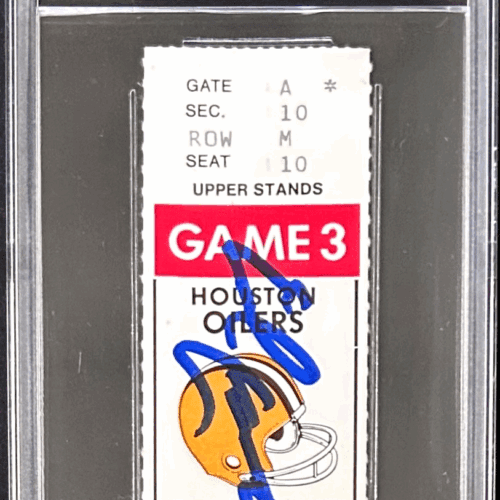 GATE A *
SEC. 10
ROW M
SEAT 10
UPPER STANDS
GAME 3
HOUSTON
OILERS